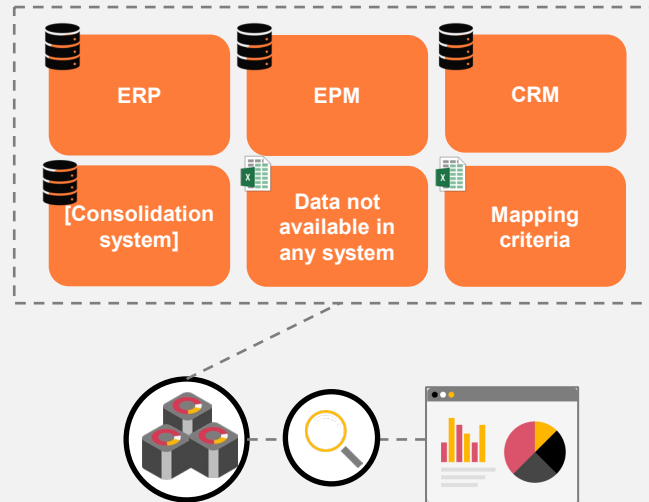 ERP
EPM
CRM
[Consolidation
system]
X
Data not
available in
any system
X
Mapping
criteria